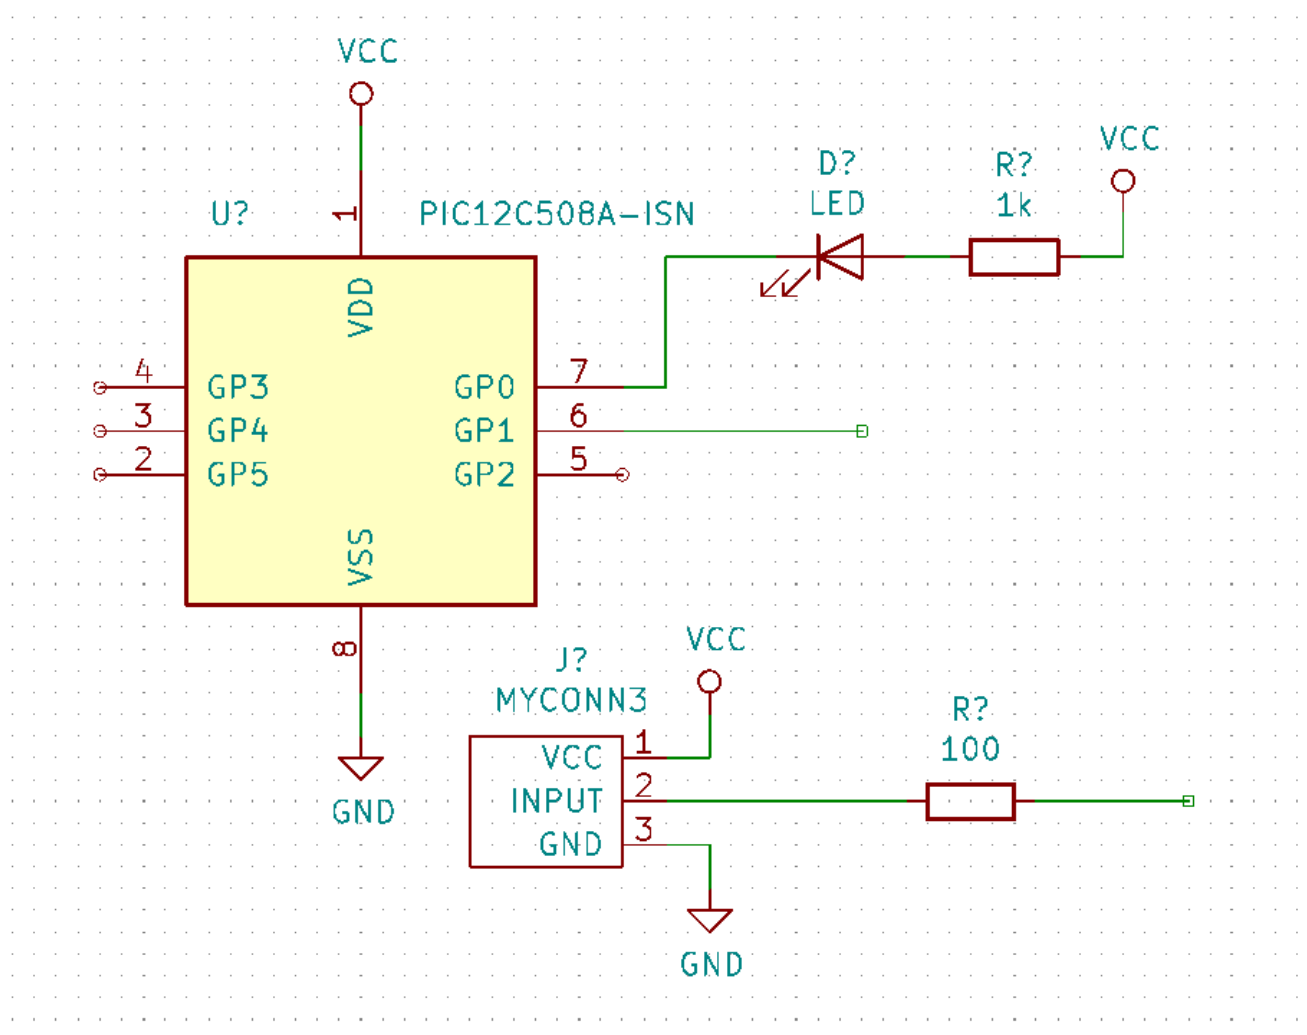 VCC
VCC
D?
R?
LED
1k
U?
1
PIC12C508A-ISN
VDD
4
GP3
GP0
7
3
GP4
GP1
6
2
GP5
GP2
5
VSS
8
GND
J?
MYCONN3
VCC
VCC
1
INPUT
2
GND
3
R?
100
GND